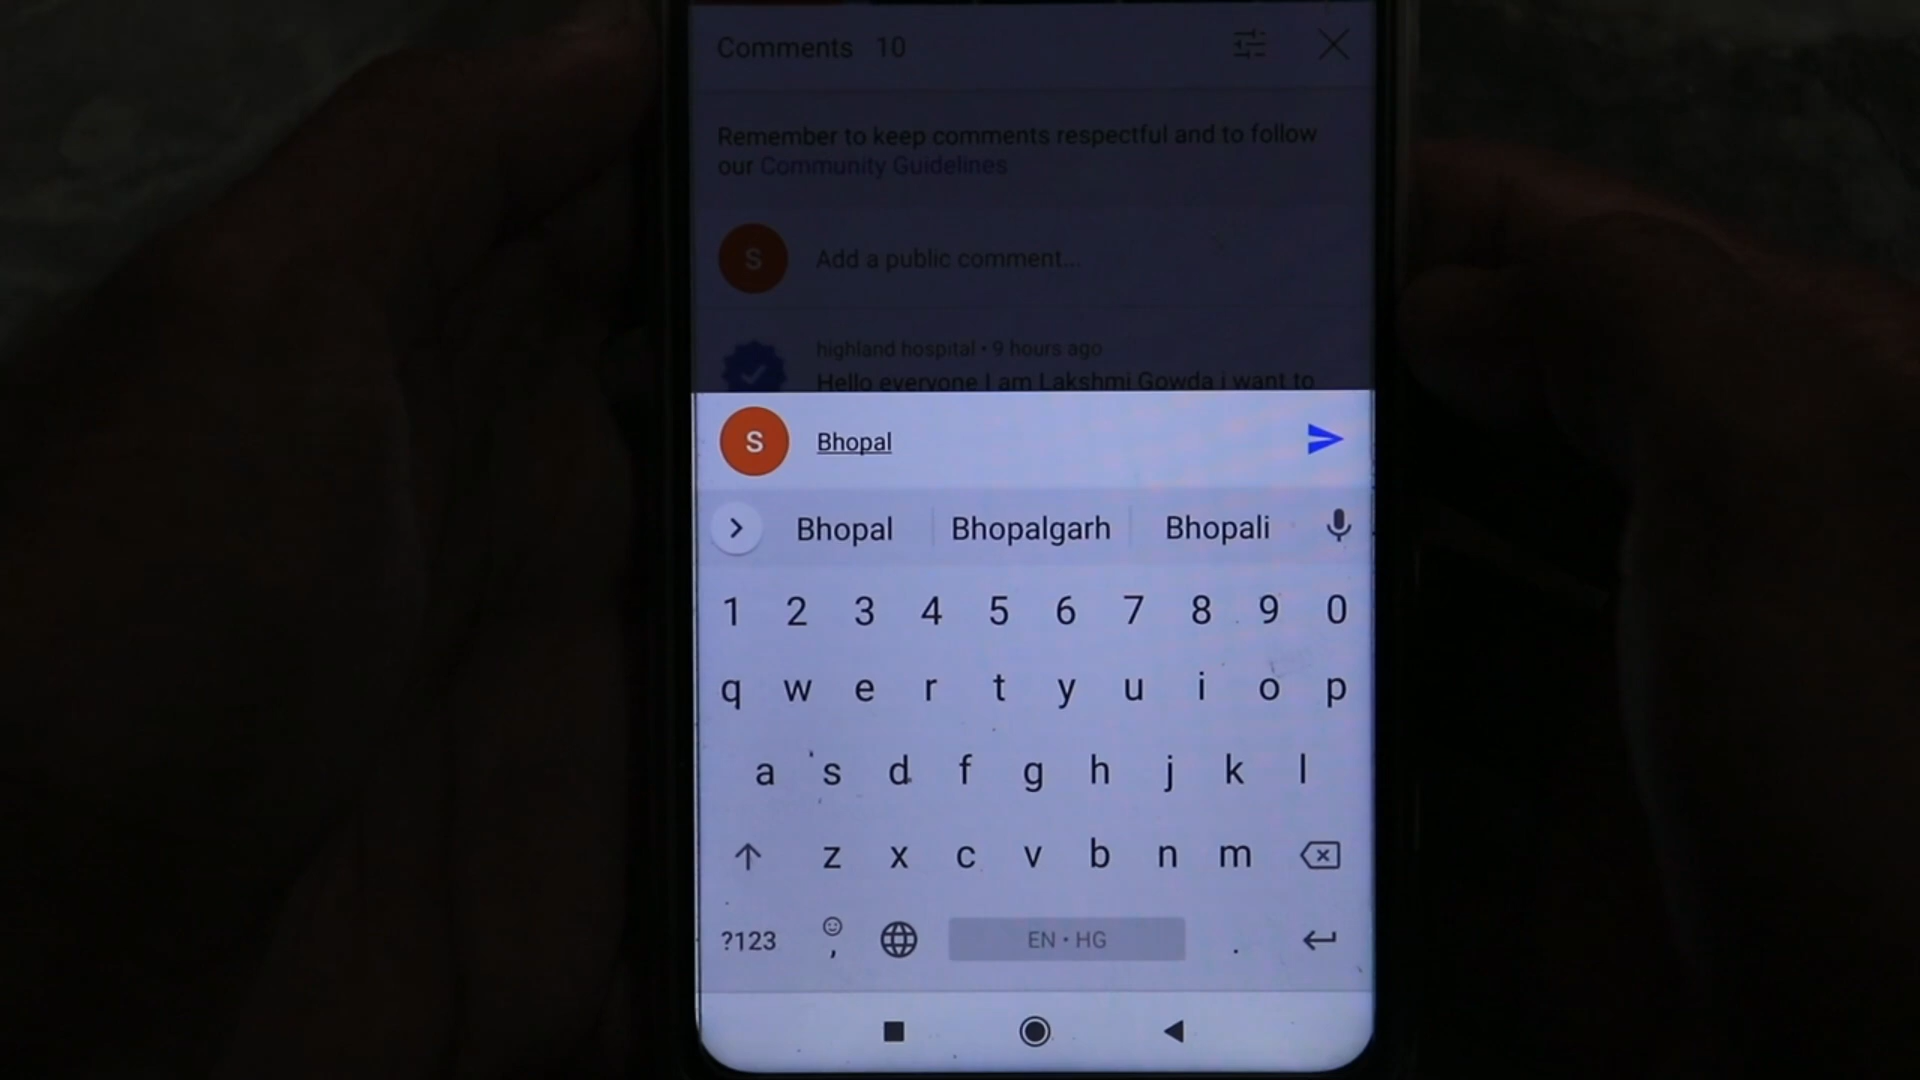 Comments 10
Remember to keep comments respectful and to follow
our Community Guidelines
S Add a public comment...
highland hospital • 9 hours ago
Hello everyone I am Lakshmi Gowda i want to
S Bhopal
Bhopal Bhopalgarh Bhopali
1 2 3 4 5 6 7 8 9 0
q w e r t y u i o p
a s d f g h j k l
z x c v b n m
?123 , EN • HG .